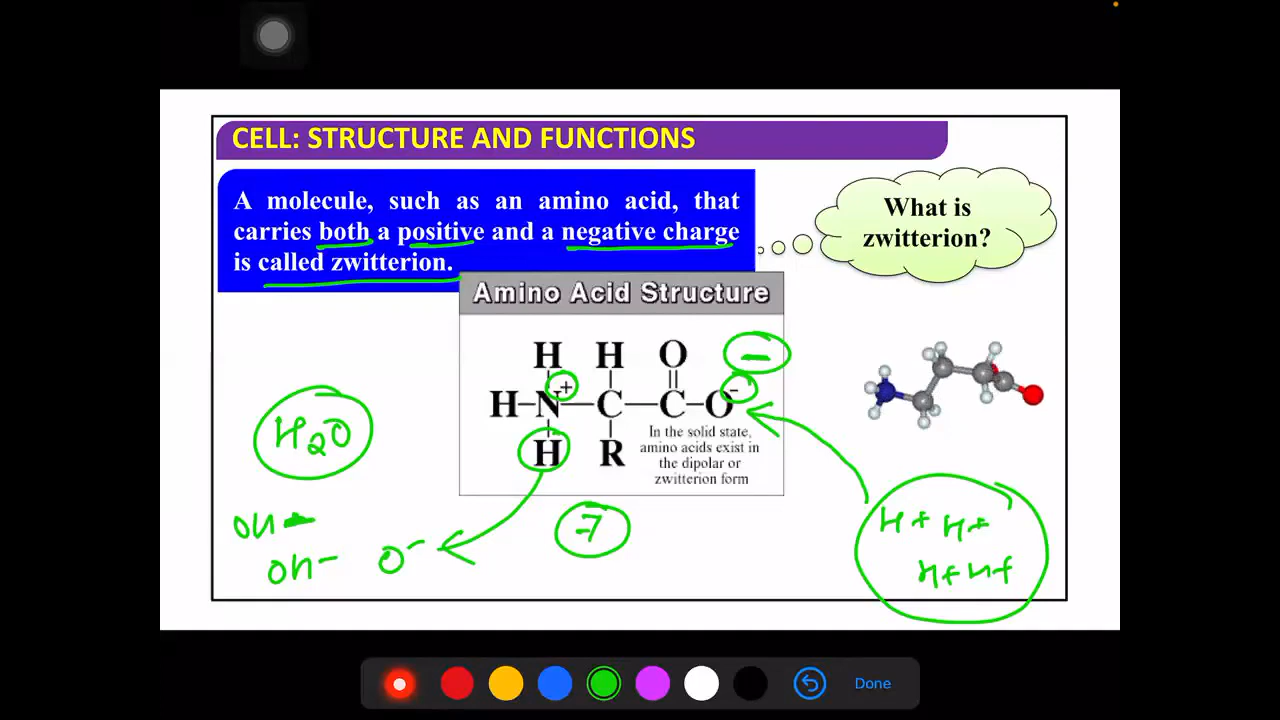 CELL: STRUCTURE AND FUNCTIONS
A molecule, such as an amino acid, that
carries both a positive and a negative charge
is called zwitterion.
What is
zwitterion?
Amino Acid Structure
H H O −
H–N+–C–C–O−
H R
In the solid state,
amino acids exist in
the dipolar or
zwitterion form
H2O
OH-
OH- O-
7
H+ H+
H+ H+
Done